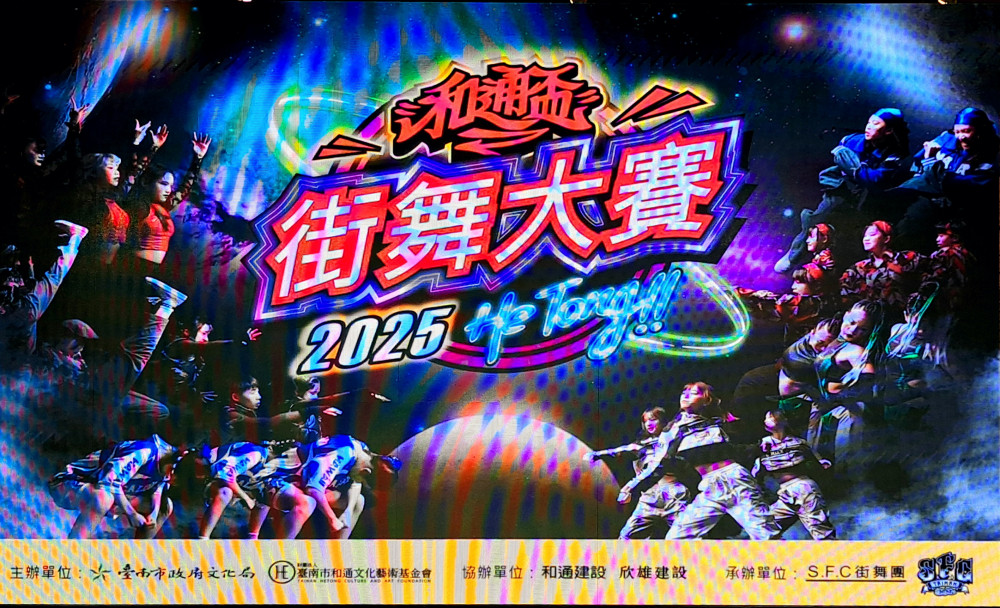 和通盃
街舞大賽
2025 He Tong!!
主辦單位: 臺南市政府文化局 財團法人 臺南市和通文化藝術基金會 協辦單位: 和通建設 欣雄建設 承辦單位: S.F.C街舞團
TAINAN HETONG CULTURE AND ART FOUNDATION
SFC